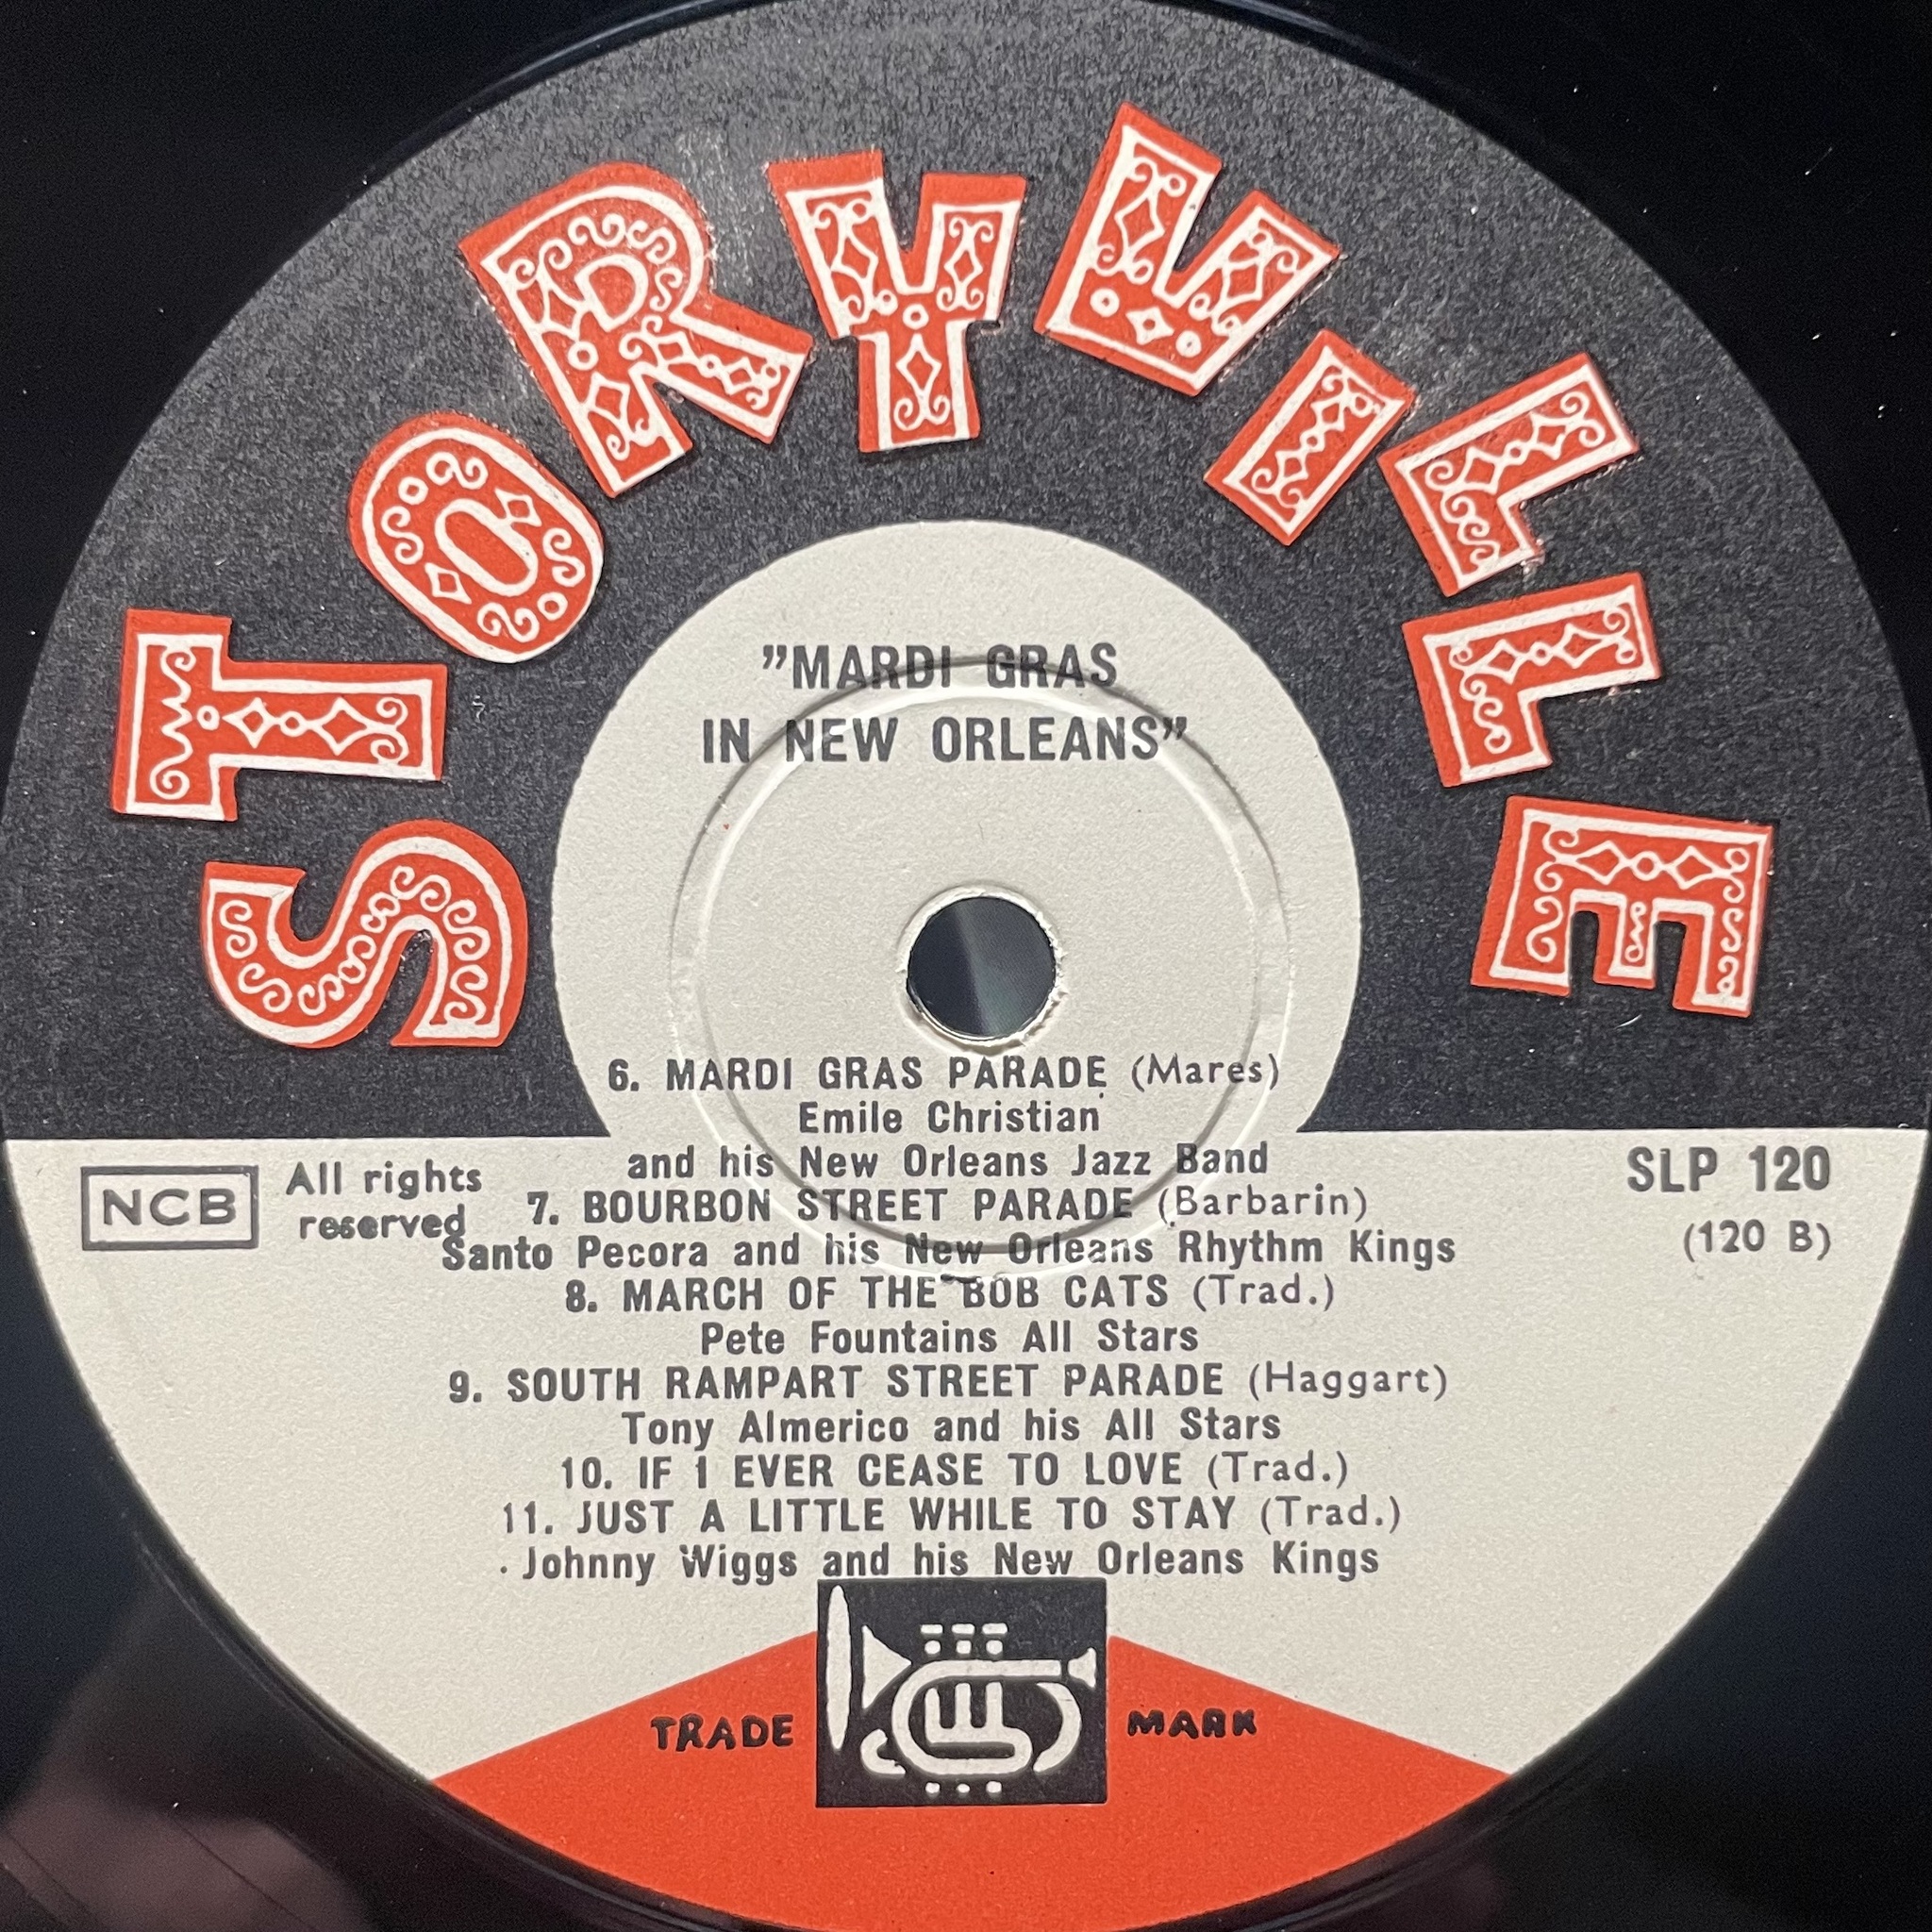 STORYVILLE
”MARDI GRAS
IN NEW ORLEANS”
6. MARDI GRAS PARADE (Mares)
Emile Christian
and his New Orleans Jazz Band
NCB
All rights
reserved
SLP 120
(120 B)
7. BOURBON STREET PARADE (Barbarin)
Santo Pecora and his New Orleans Rhythm Kings
8. MARCH OF THE BOB CATS (Trad.)
Pete Fountains All Stars
9. SOUTH RAMPART STREET PARADE (Haggart)
Tony Almerico and his All Stars
10. IF I EVER CEASE TO LOVE (Trad.)
11. JUST A LITTLE WHILE TO STAY (Trad.)
Johnny Wiggs and his New Orleans Kings
TRADE MARK